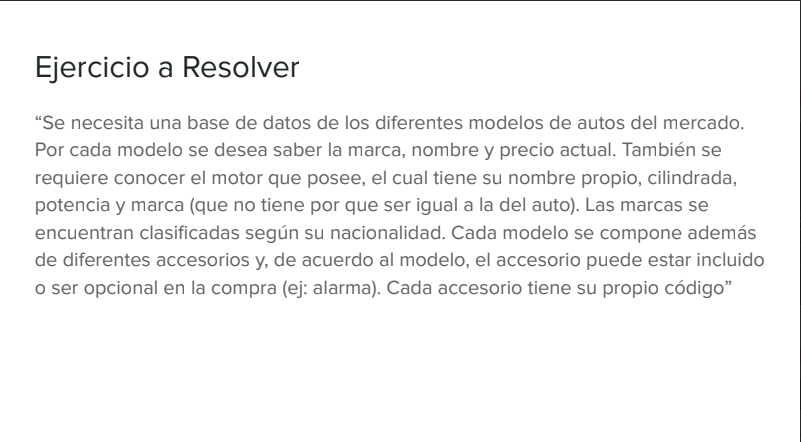 Ejercicio a Resolver
“Se necesita una base de datos de los diferentes modelos de autos del mercado.
Por cada modelo se desea saber la marca, nombre y precio actual. También se
requiere conocer el motor que posee, el cual tiene su nombre propio, cilindrada,
potencia y marca (que no tiene por que ser igual a la del auto). Las marcas se
encuentran clasificadas según su nacionalidad. Cada modelo se compone además
de diferentes accesorios y, de acuerdo al modelo, el accesorio puede estar incluido
o ser opcional en la compra (ej: alarma). Cada accesorio tiene su propio código”